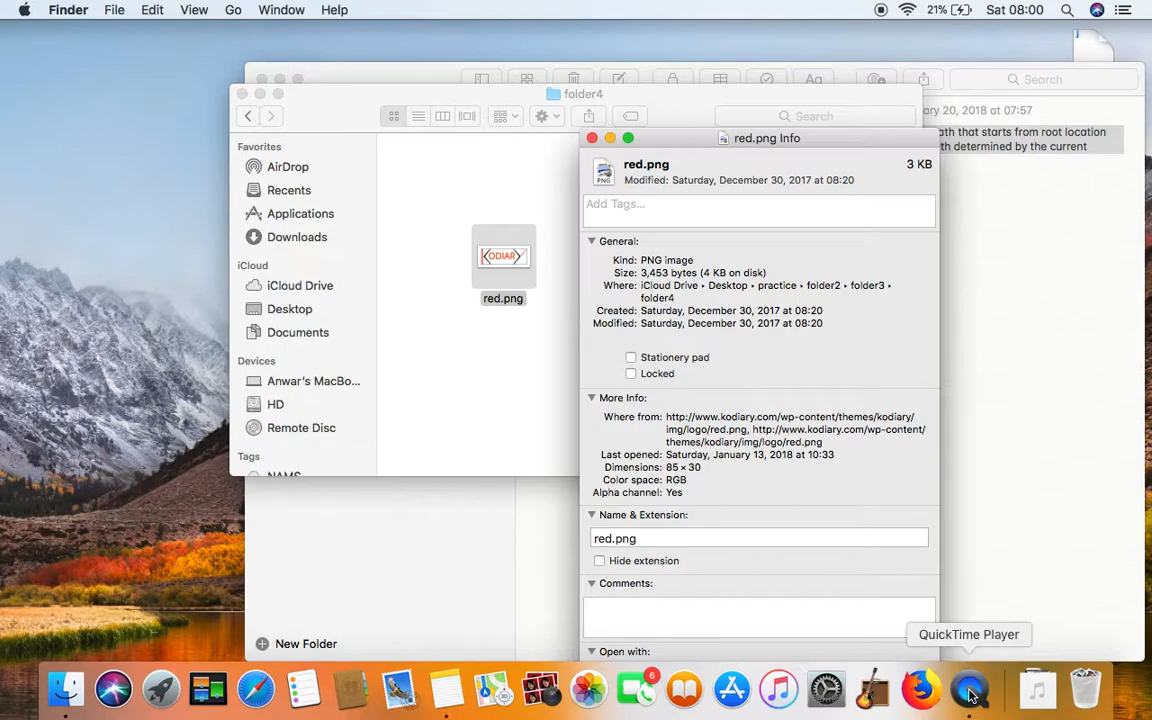 Finder File Edit View Go Window Help 21% Sat 08:00
Search
folder4
Search
ary 20, 2018 at 07:57
ath that starts from root location
th determined by the current
Favorites
AirDrop
Recents
Applications
Downloads
iCloud
iCloud Drive
Desktop
Documents
Devices
Anwar's MacBo...
HD
Remote Disc
Tags
KODIAR
red.png
red.png Info
PNG
red.png 3 KB
Modified: Saturday, December 30, 2017 at 08:20
Add Tags...
General:
Kind: PNG image
Size: 3,453 bytes (4 KB on disk)
Where: iCloud Drive ▸ Desktop ▸ practice ▸ folder2 ▸ folder3 ▸
folder4
Created: Saturday, December 30, 2017 at 08:20
Modified: Saturday, December 30, 2017 at 08:20
Stationery pad
Locked
More Info:
Where from: http://www.kodiary.com/wp-content/themes/kodiary/
img/logo/red.png, http://www.kodiary.com/wp-content/
themes/kodiary/img/logo/red.png
Last opened: Saturday, January 13, 2018 at 10:33
Dimensions: 85 × 30
Color space: RGB
Alpha channel: Yes
Name & Extension:
red.png
Hide extension
Comments:
Open with:
New Folder
QuickTime Player
6